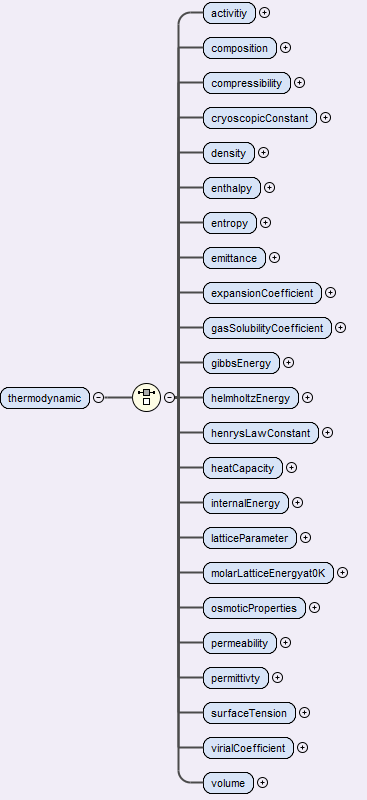 activitiy
composition
compressibility
cryoscopicConstant
density
enthalpy
entropy
emittance
expansionCoefficient
gasSolubilityCoefficient
gibbsEnergy
thermodynamic
helmholtzEnergy
henrysLawConstant
heatCapacity
internalEnergy
latticeParameter
molarLatticeEnergyat0K
osmoticProperties
permeability
permittivty
surfaceTension
virialCoefficient
volume